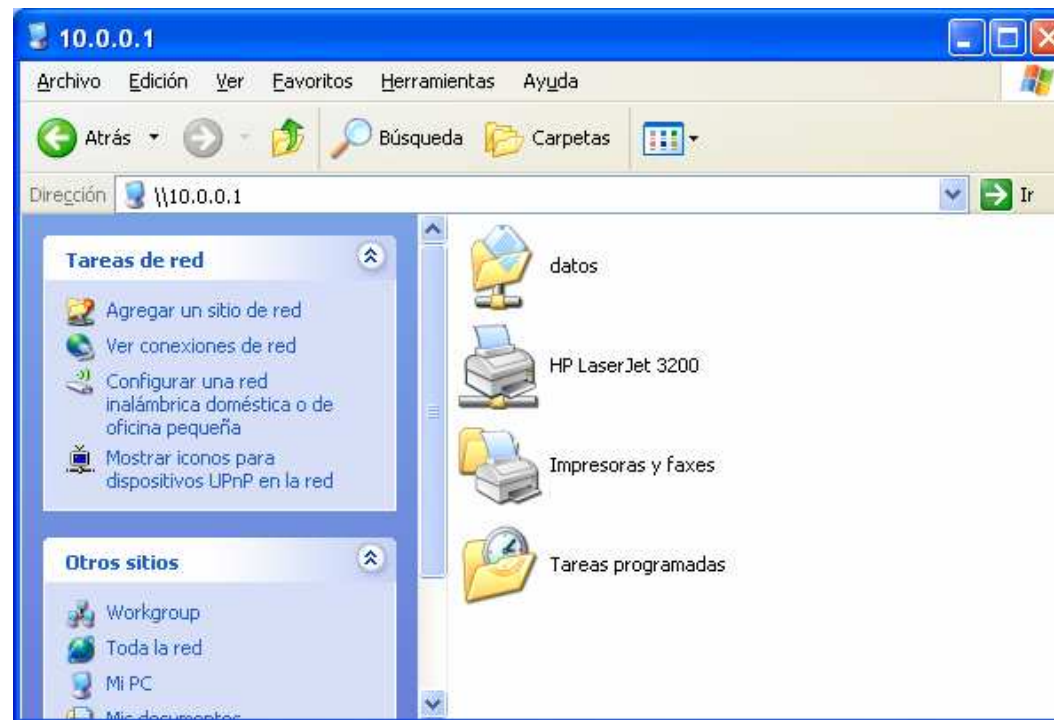 10.0.0.1
Archivo Edición Ver Favoritos Herramientas Ayuda
Atrás Búsqueda Carpetas
Dirección \\10.0.0.1 Ir
Tareas de red
Agregar un sitio de red
Ver conexiones de red
Configurar una red
inalámbrica doméstica o de
oficina pequeña
Mostrar iconos para
dispositivos UPnP en la red
Otros sitios
Workgroup
Toda la red
Mi PC
Mis documentos
datos
HP LaserJet 3200
Impresoras y faxes
Tareas programadas